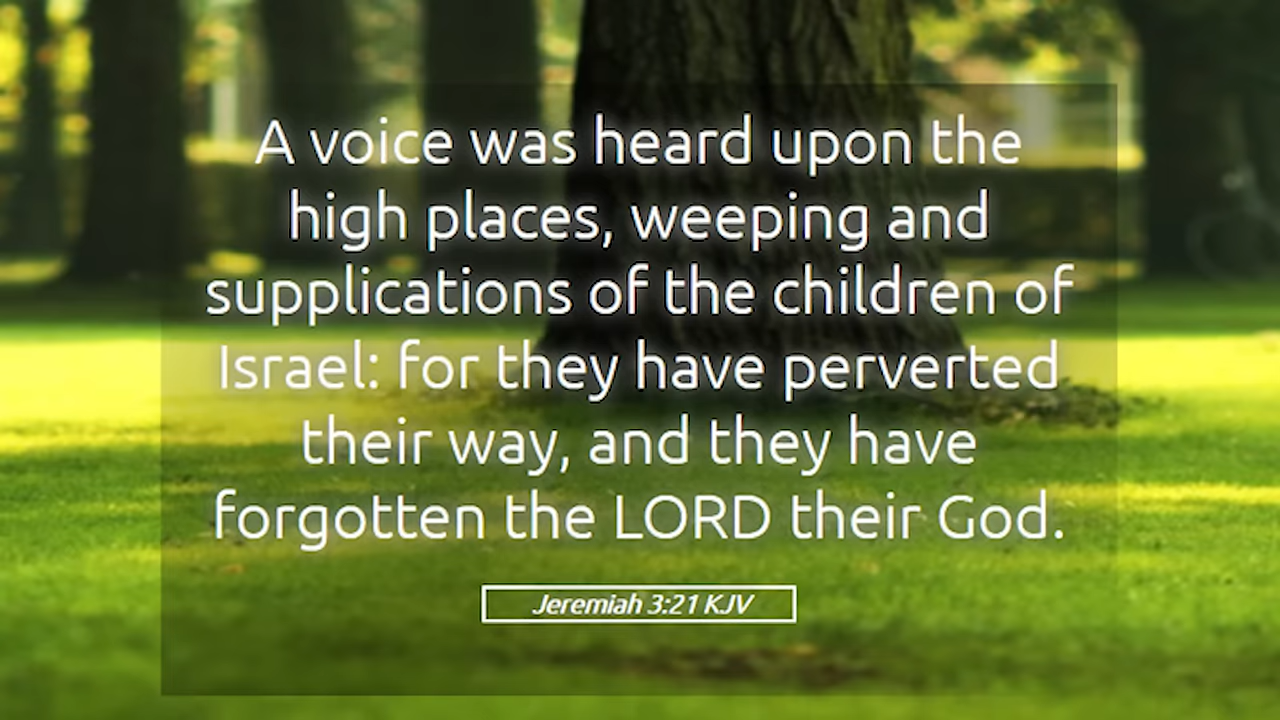 A voice was heard upon the
high places, weeping and
supplications of the children of
Israel: for they have perverted
their way, and they have
forgotten the LORD their God.
Jeremiah 3:21 KJV